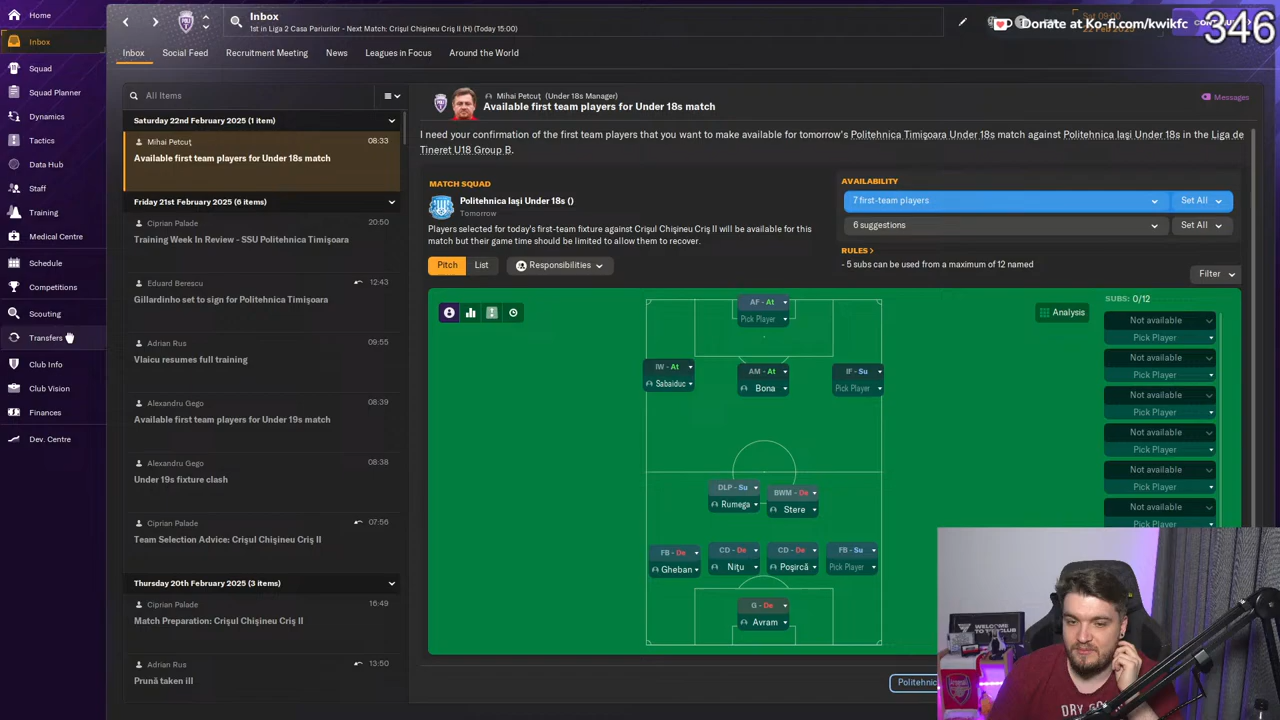 Home
Inbox
Squad
Squad Planner
Dynamics
Tactics
Data Hub
Staff
Training
Medical Centre
Schedule
Competitions
Scouting
Transfers
Club Info
Club Vision
Finances
Dev. Centre
Inbox
1st in Liga 2 Casa Pariurilor - Next Match: Crişul Chişineu Criş II (H) (Today 15:00)
Donate at Ko-fi.com/kwikfc
346
Inbox
Social Feed
Recruitment Meeting
News
Leagues in Focus
Around the World
All Items
Saturday 22nd February 2025 (1 item)
Mihai Petcuţ
08:33
Available first team players for Under 18s match
Friday 21st February 2025 (6 items)
Ciprian Palade
20:50
Training Week In Review - SSU Politehnica Timişoara
Eduard Berescu
12:43
Gillardinho set to sign for Politehnica Timişoara
Adrian Rus
09:55
Vlaicu resumes full training
Alexandru Gego
08:39
Available first team players for Under 19s match
Alexandru Gego
08:38
Under 19s fixture clash
Ciprian Palade
07:56
Team Selection Advice: Crişul Chişineu Criş II
Thursday 20th February 2025 (3 items)
Ciprian Palade
16:49
Match Preparation: Crişul Chişineu Criş II
Adrian Rus
13:50
Prună taken ill
Mihai Petcuţ (Under 18s Manager)
Available first team players for Under 18s match
Messages
I need your confirmation of the first team players that you want to make available for tomorrow's Politehnica Timişoara Under 18s match against Politehnica Iaşi Under 18s in the Liga de
Tineret U18 Group B.
MATCH SQUAD
Politehnica Iaşi Under 18s ()
Tomorrow
Players selected for today's first-team fixture against Crişul Chişineu Criş II will be available for this
match but their game time should be limited to allow them to recover.
AVAILABILITY
7 first-team players
Set All
6 suggestions
Set All
RULES
- 5 subs can be used from a maximum of 12 named
Pitch
List
Responsibilities
Filter
Analysis
SUBS: 0/12
AF - At
Pick Player
IW - At
Sabaiduc
AM - At
Bona
IF - Su
Pick Player
DLP - Su
Rumega
BWM - De
Stere
FB - De
Gheban
CD - De
Niţu
CD - De
Poşircă
FB - Su
Pick Player
G - De
Avram
Not available
Pick Player
Not available
Pick Player
Not available
Pick Player
Not available
Pick Player
Not available
Pick Player
Not available
Pick Player